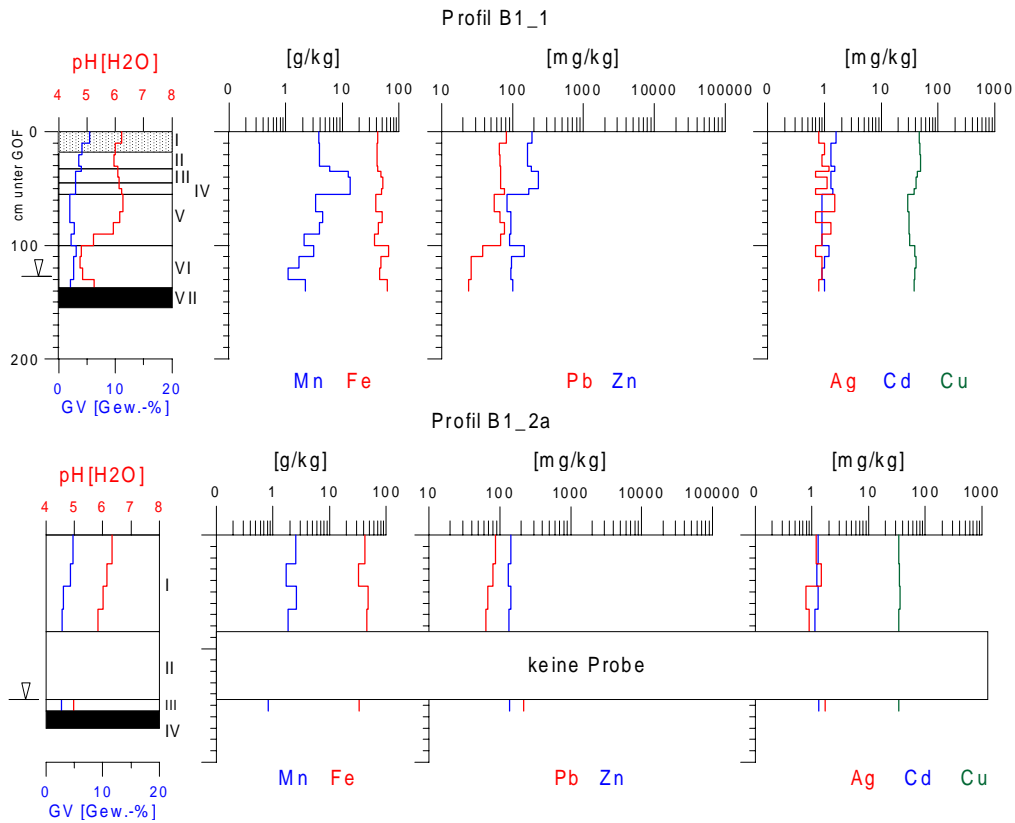 Profil B1_1
[g/kg] [mg/kg] [mg/kg]
pH[H2O]
4 5 6 7 8
0 1 10 100
10 100 1000 10000 100000
0 1 10 100 1000
cm unter GOF
0
100
200
I
II
III
IV
V
VI
VII
0 10 20
GV [Gew.-%]
Mn Fe
Pb Zn
Ag Cd Cu
Profil B1_2a
[g/kg] [mg/kg] [mg/kg]
pH[H2O]
4 5 6 7 8
0 1 10 100
10 100 1000 10000 100000
0 1 10 100 1000
I
II
III
IV
keine Probe
0 10 20
GV [Gew.-%]
Mn Fe
Pb Zn
Ag Cd Cu